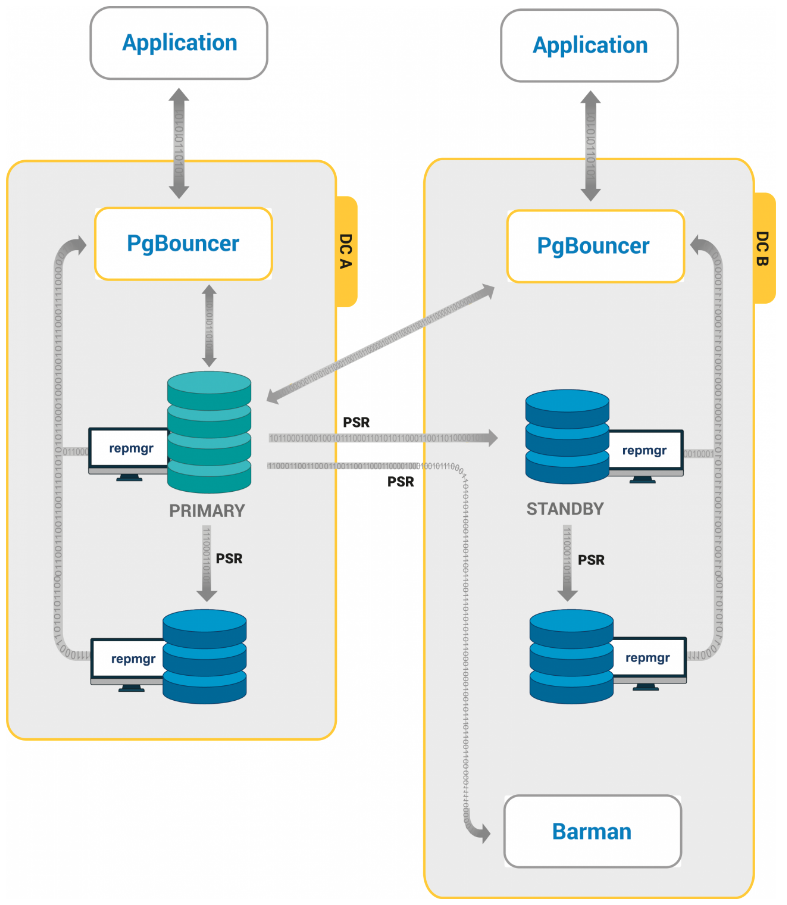 Application
Application
PgBouncer
DC A
PgBouncer
DC B
PSR
repmgr
repmgr
PSR
PRIMARY
STANDBY
PSR
PSR
repmgr
repmgr
Barman